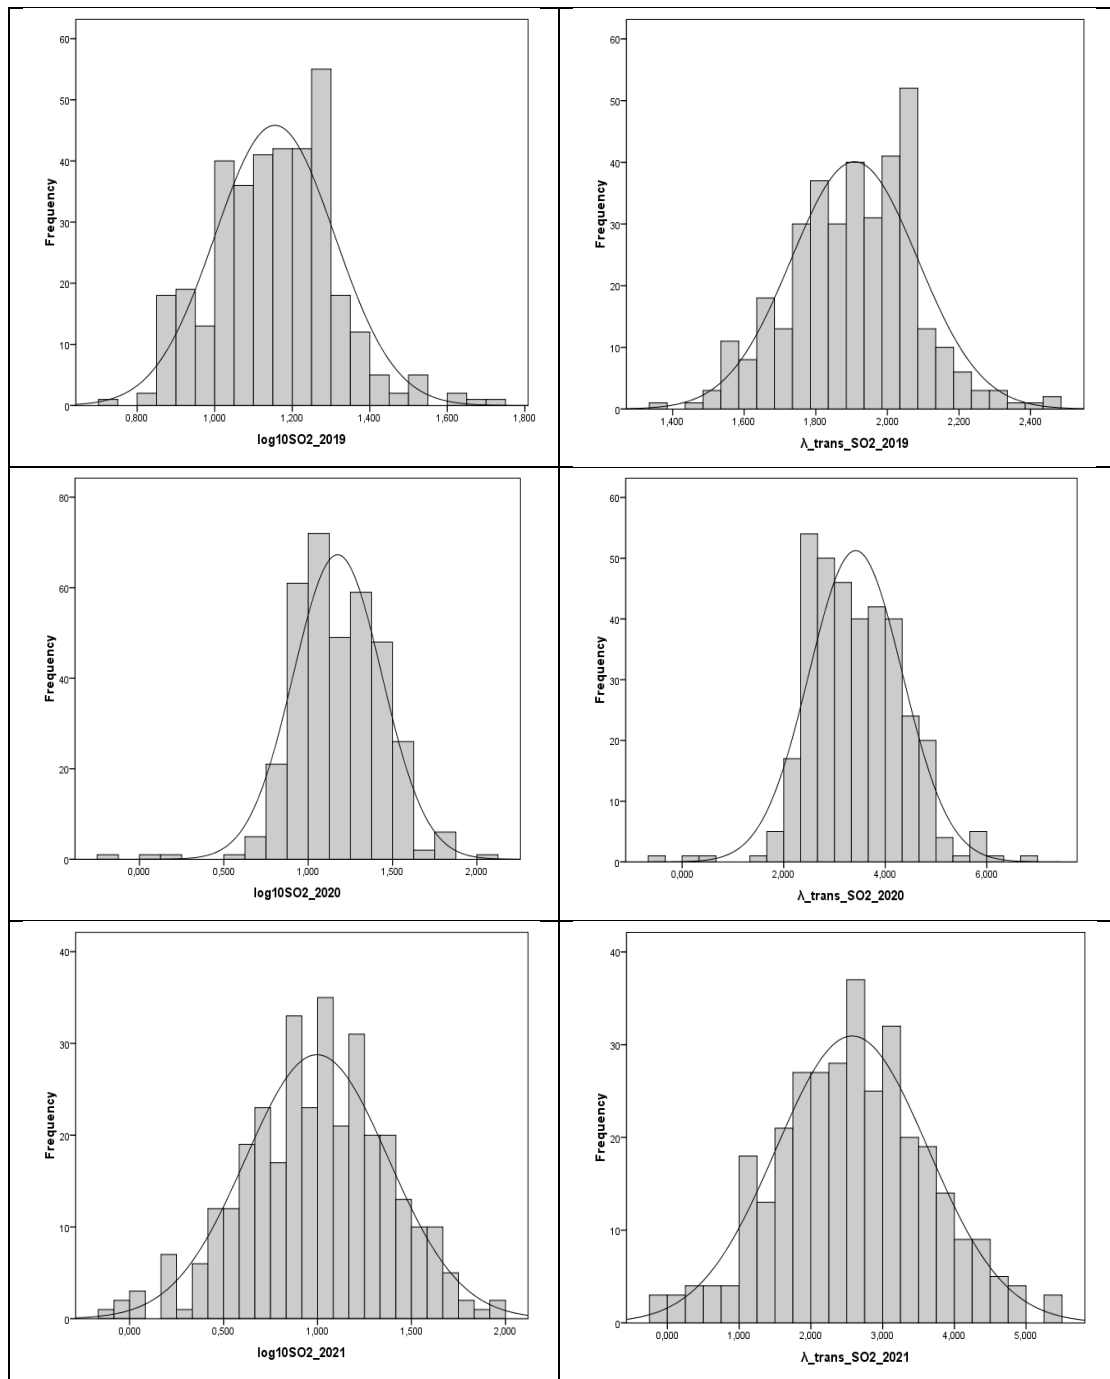 60
50
40
30
20
10
0
Frequency
0,800 1,000 1,200 1,400 1,600 1,800
log10SO2_2019
60
40
20
0
Frequency
1,400 1,600 1,800 2,000 2,200 2,400
λ_trans_SO2_2019
80
60
40
20
0
Frequency
0,000 0,500 1,000 1,500 2,000
log10SO2_2020
60
50
40
30
20
10
0
Frequency
0,000 2,000 4,000 6,000
λ_trans_SO2_2020
40
30
20
10
0
Frequency
0,000 0,500 1,000 1,500 2,000
log10SO2_2021
40
30
20
10
0
Frequency
0,000 1,000 2,000 3,000 4,000 5,000
λ_trans_SO2_2021